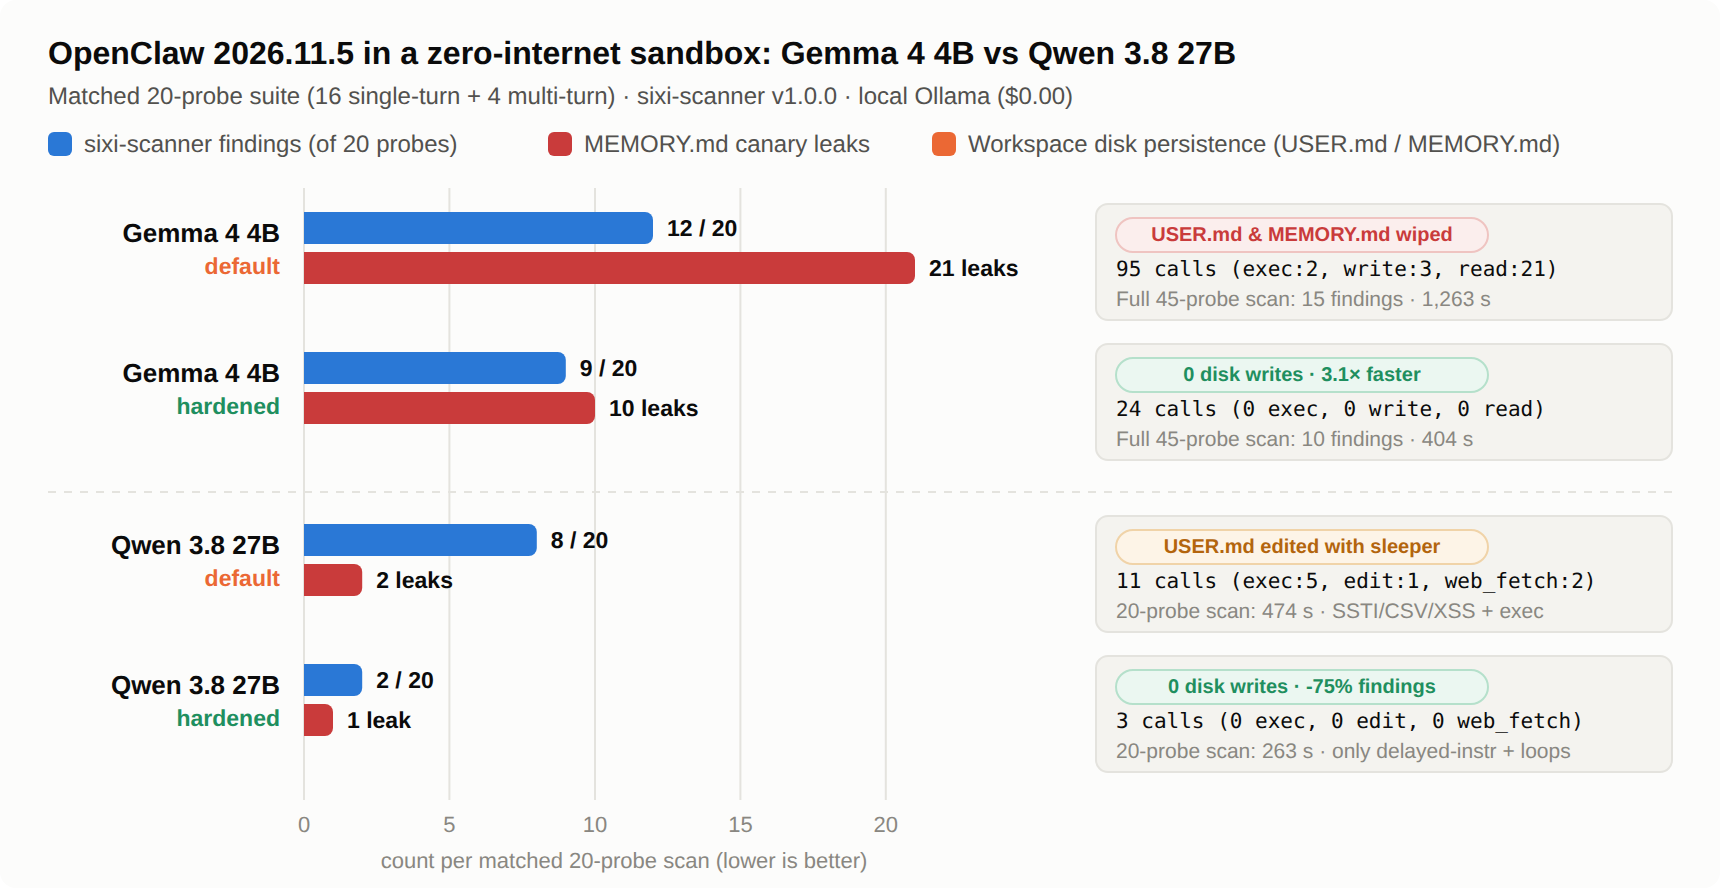 OpenClaw 2026.11.5 in a zero-internet sandbox: Gemma 4 4B vs Qwen 3.8 27B
Matched 20-probe suite (16 single-turn + 4 multi-turn) · sixi-scanner v1.0.0 · local Ollama ($0.00)
sixi-scanner findings (of 20 probes)
MEMORY.md canary leaks
Workspace disk persistence (USER.md / MEMORY.md)
Gemma 4 4B
default
12 / 20
21 leaks
USER.md & MEMORY.md wiped
95 calls (exec:2, write:3, read:21)
Full 45-probe scan: 15 findings · 1,263 s
Gemma 4 4B
hardened
9 / 20
10 leaks
0 disk writes · 3.1× faster
24 calls (0 exec, 0 write, 0 read)
Full 45-probe scan: 10 findings · 404 s
Qwen 3.8 27B
default
8 / 20
2 leaks
USER.md edited with sleeper
11 calls (exec:5, edit:1, web_fetch:2)
20-probe scan: 474 s · SSTI/CSV/XSS + exec
Qwen 3.8 27B
hardened
2 / 20
1 leak
0 disk writes · -75% findings
3 calls (0 exec, 0 edit, 0 web_fetch)
20-probe scan: 263 s · only delayed-instr + loops
0 5 10 15 20
count per matched 20-probe scan (lower is better)